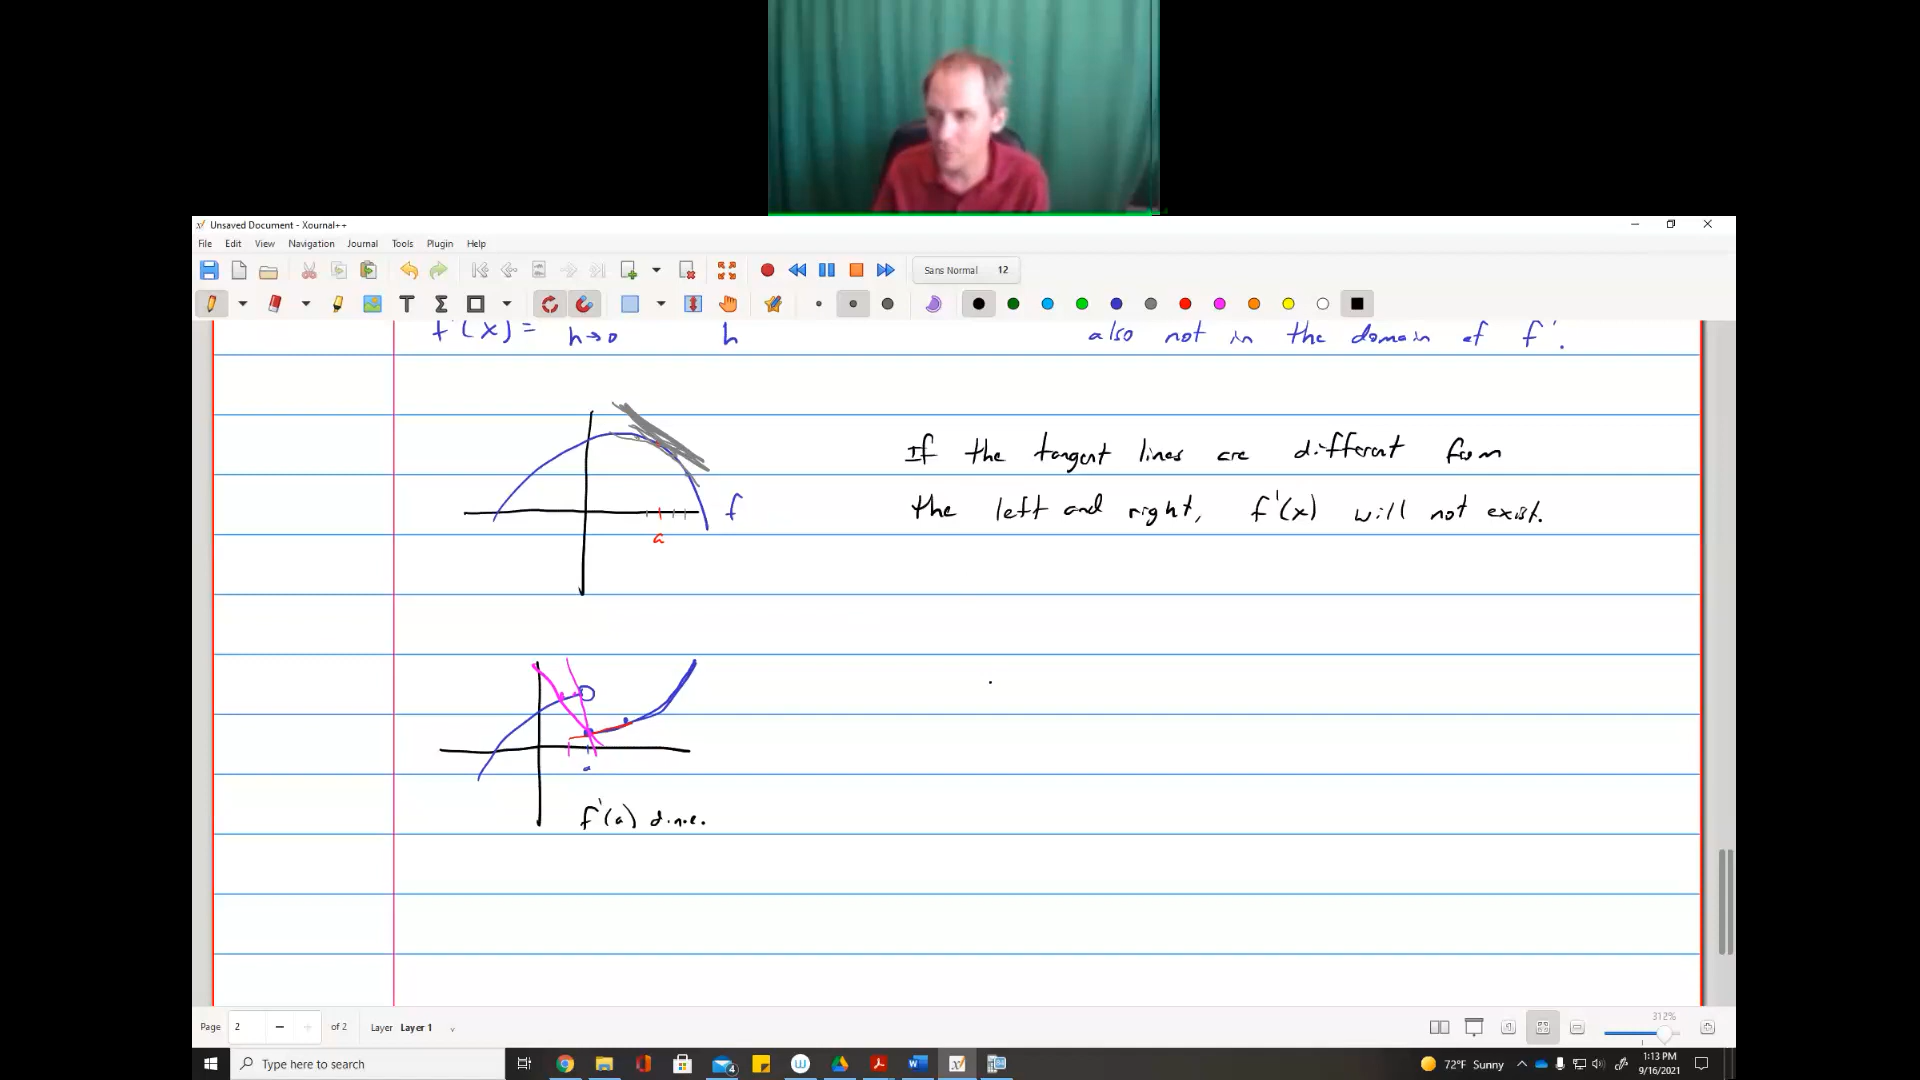 Unsaved Document - Xournal++
File Edit View Navigation Journal Tools Plugin Help
Sans Normal 12
f'(x) = h→0 h
also not in the domain of f'.
If the tangent lines are different from
the left and right, f'(x) will not exist.
f
a
a
f'(a) d.n.e.
Page 2 of 2 Layer Layer 1
312%
Type here to search
4
72°F Sunny
1:13 PM
9/16/2021